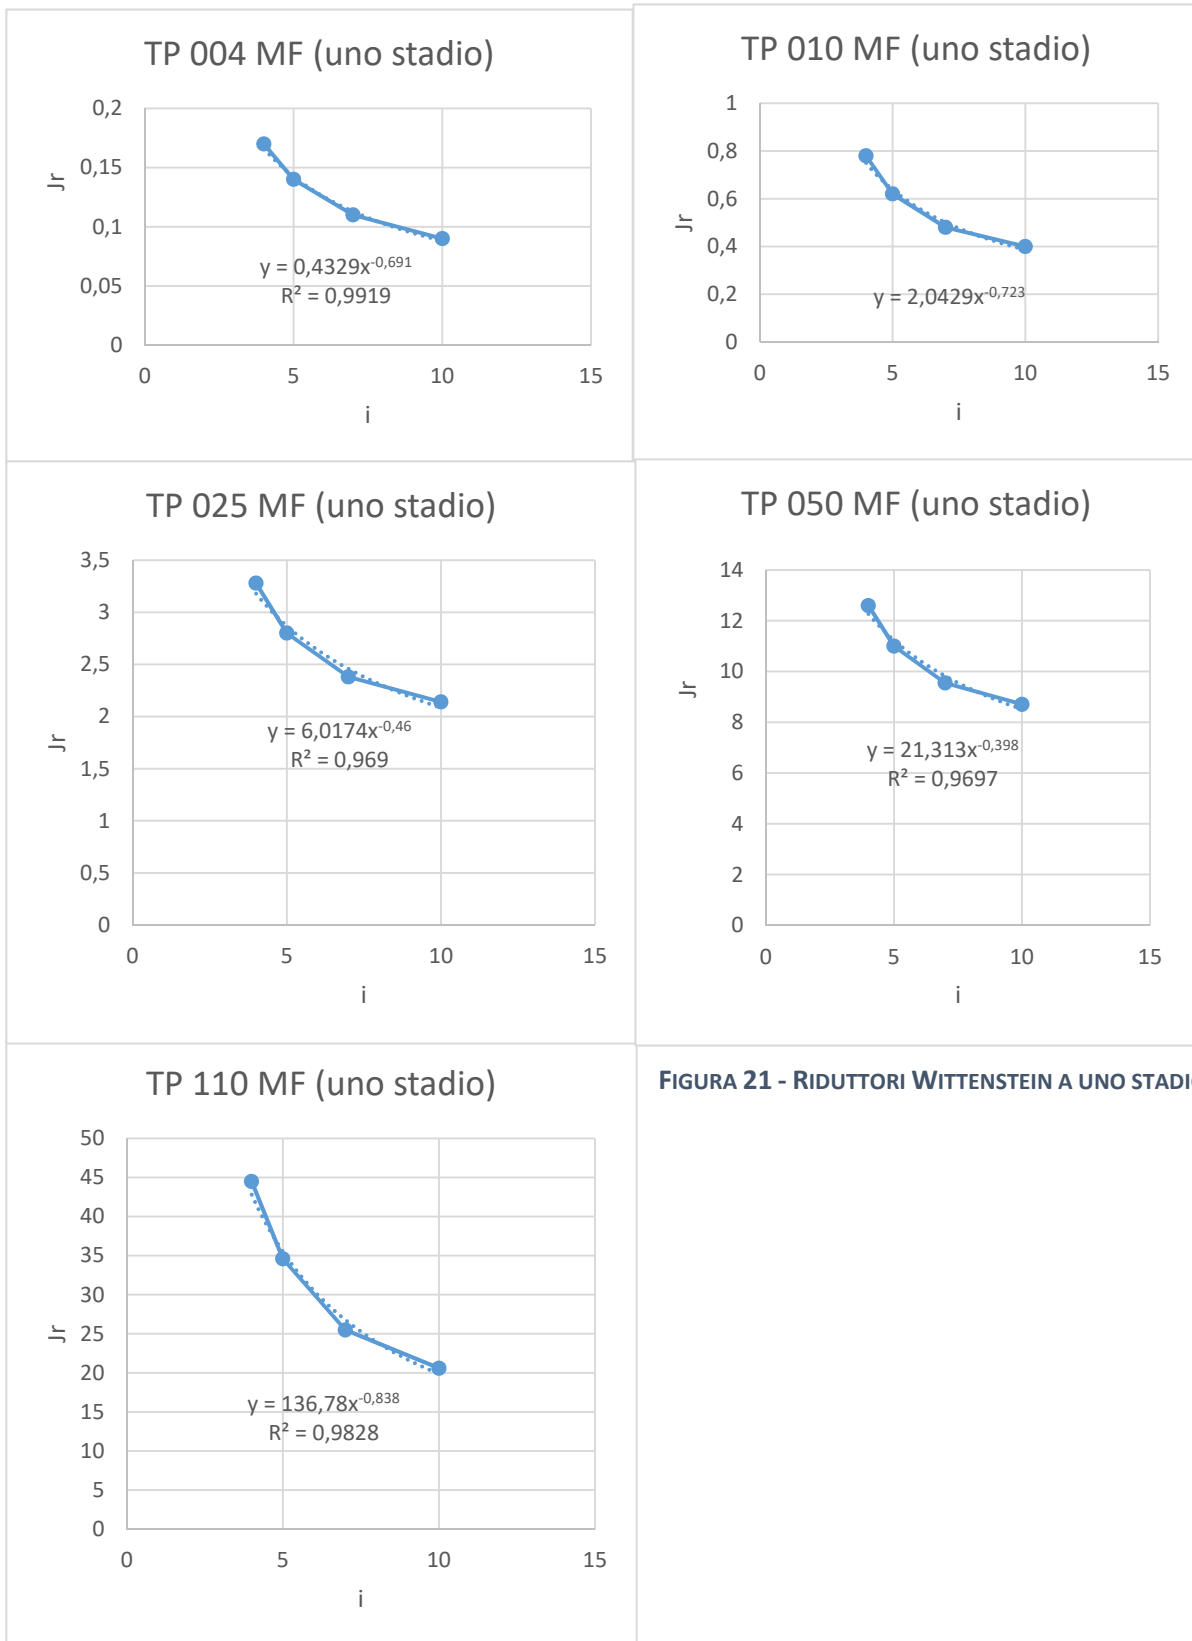 TP 004 MF (uno stadio)
0,2
0,15
0,1
0,05
0
Jr
y = 0,4329x^-0,691
R² = 0,9919
0 5 10 15
i
TP 010 MF (uno stadio)
1
0,8
0,6
0,4
0,2
0
Jr
y = 2,0429x^-0,723
0 5 10 15
i
TP 025 MF (uno stadio)
3,5
3
2,5
2
1,5
1
0,5
0
Jr
y = 6,0174x^-0,46
R² = 0,969
0 5 10 15
i
TP 050 MF (uno stadio)
14
12
10
8
6
4
2
0
Jr
y = 21,313x^-0,398
R² = 0,9697
0 5 10 15
i
TP 110 MF (uno stadio)
50
45
40
35
30
25
20
15
10
5
0
Jr
y = 136,78x^-0,838
R² = 0,9828
0 5 10 15
i
FIGURA 21 - RIDUTTORI WITTENSTEIN A UNO STADI